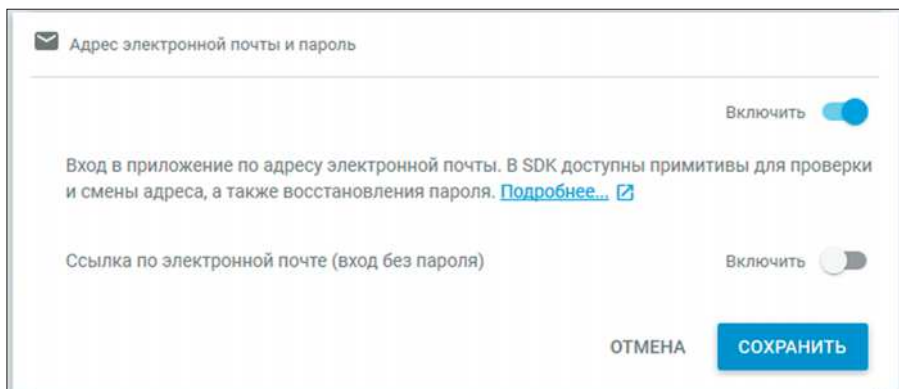 Адрес электронной почты и пароль
Включить
Вход в приложение по адресу электронной почты. В SDK доступны примитивы для проверки
и смены адреса, а также восстановления пароля. Подробнее...
Ссылка по электронной почте (вход без пароля)
Включить
ОТМЕНА
СОХРАНИТЬ